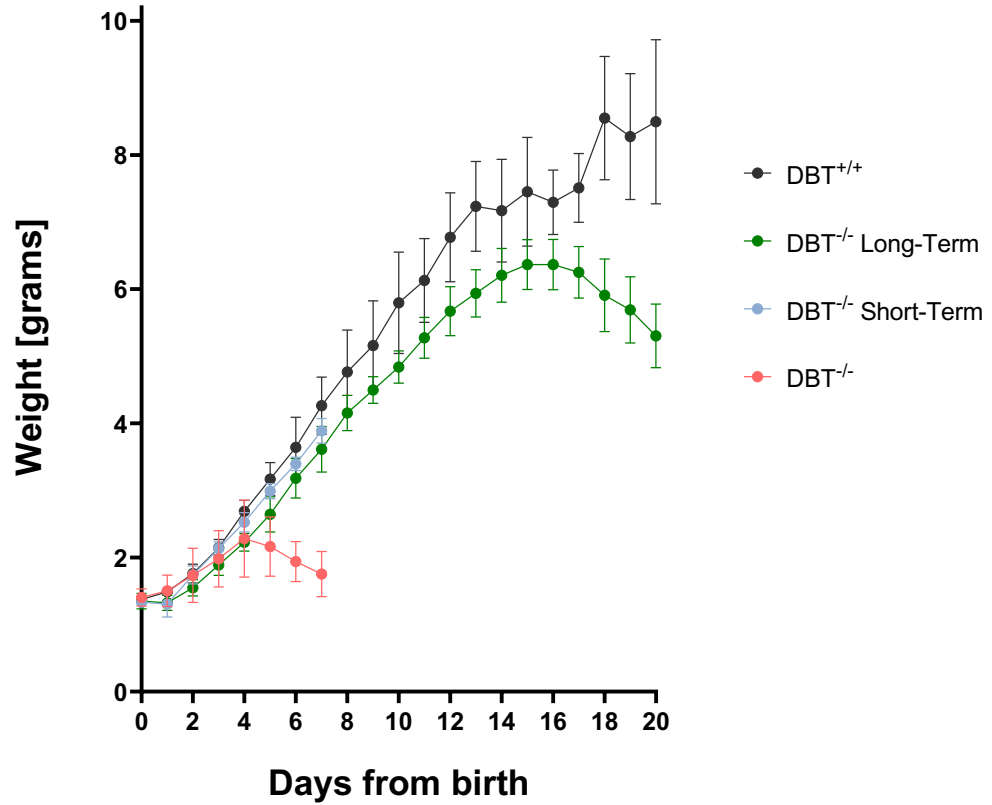 10
8
6
4
2
0
Weight [grams]
0 2 4 6 8 10 12 14 16 18 20
Days from birth
DBT+/+
DBT-/- Long-Term
DBT-/- Short-Term
DBT-/-